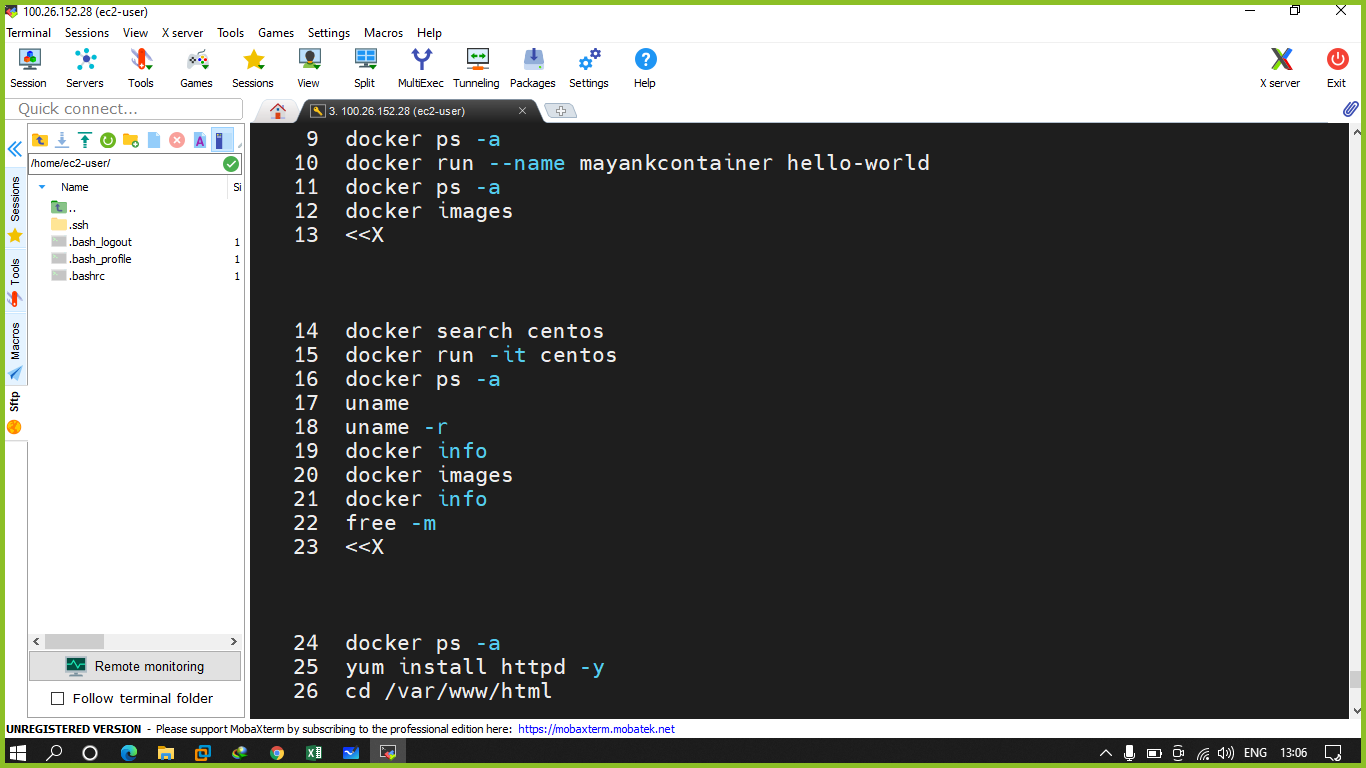 100.26.152.28 (ec2-user)
Terminal Sessions View X server Tools Games Settings Macros Help
Session Servers Tools Games Sessions View Split MultiExec Tunneling Packages Settings Help X server Exit
Quick connect...
3. 100.26.152.28 (ec2-user)
/home/ec2-user/
Name Si
..
.ssh
.bash_logout 1
.bash_profile 1
.bashrc 1
Sessions
Tools
Macros
Sftp
Remote monitoring
Follow terminal folder
9 docker ps -a
10 docker run --name mayankcontainer hello-world
11 docker ps -a
12 docker images
13 <<X
14 docker search centos
15 docker run -it centos
16 docker ps -a
17 uname
18 uname -r
19 docker info
20 docker images
21 docker info
22 free -m
23 <<X
24 docker ps -a
25 yum install httpd -y
26 cd /var/www/html
UNREGISTERED VERSION - Please support MobaXterm by subscribing to the professional edition here: https://mobaxterm.mobatek.net
ENG 13:06